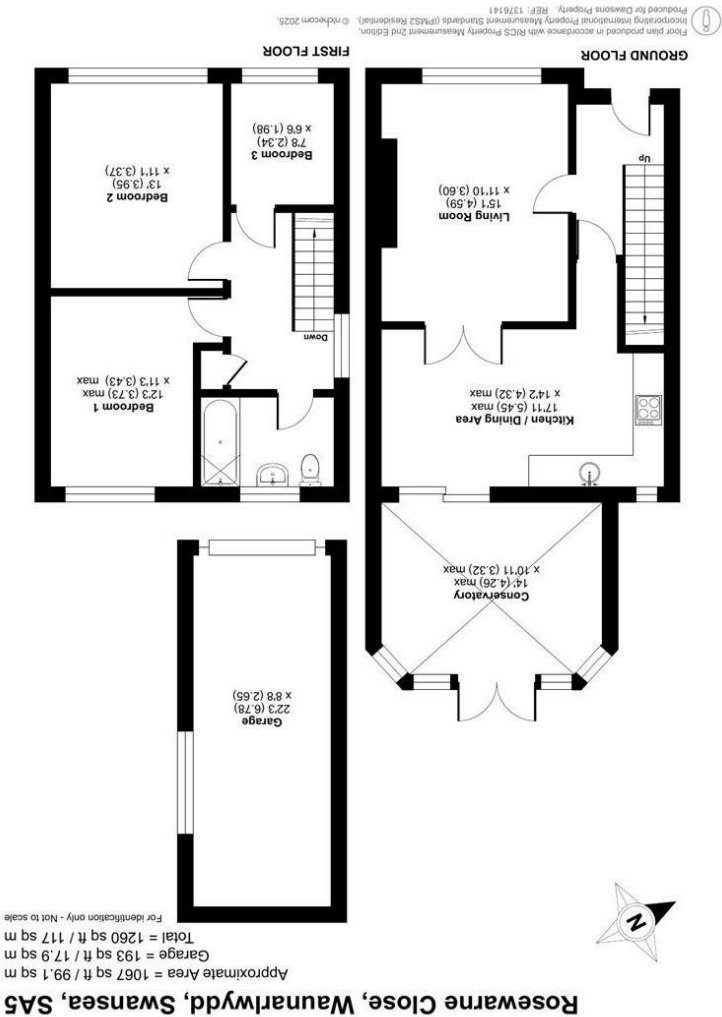 Rosewarne Close, Waunarlwydd, Swansea, SA5
Approximate Area = 1067 sq ft / 99.1 sq m
Garage = 193 sq ft / 17.9 sq m
Total = 1260 sq ft / 117 sq m
For identification only - Not to scale
N
Garage
22'3 (6.78)
x 8'8 (2.65)
Conservatory
14' (4.26) max
x 10'11 (3.32) max
Kitchen / Dining Area
17'11 (5.45) max
x 14'2 (4.32) max
Living Room
15'1 (4.59)
x 11'10 (3.60)
Up
GROUND FLOOR
Bedroom 1
12'3 (3.73) max
x 11'3 (3.43) max
Down
Bedroom 2
13' (3.95)
x 11'1 (3.37)
Bedroom 3
7'8 (2.34)
x 6'6 (1.98)
FIRST FLOOR
Floor plan produced in accordance with RICS Property Measurement 2nd Edition,
Incorporating International Property Measurement Standards (IPMS2 Residential). © nichecom 2025.
Produced for Dawsons Property. REF: 1376141